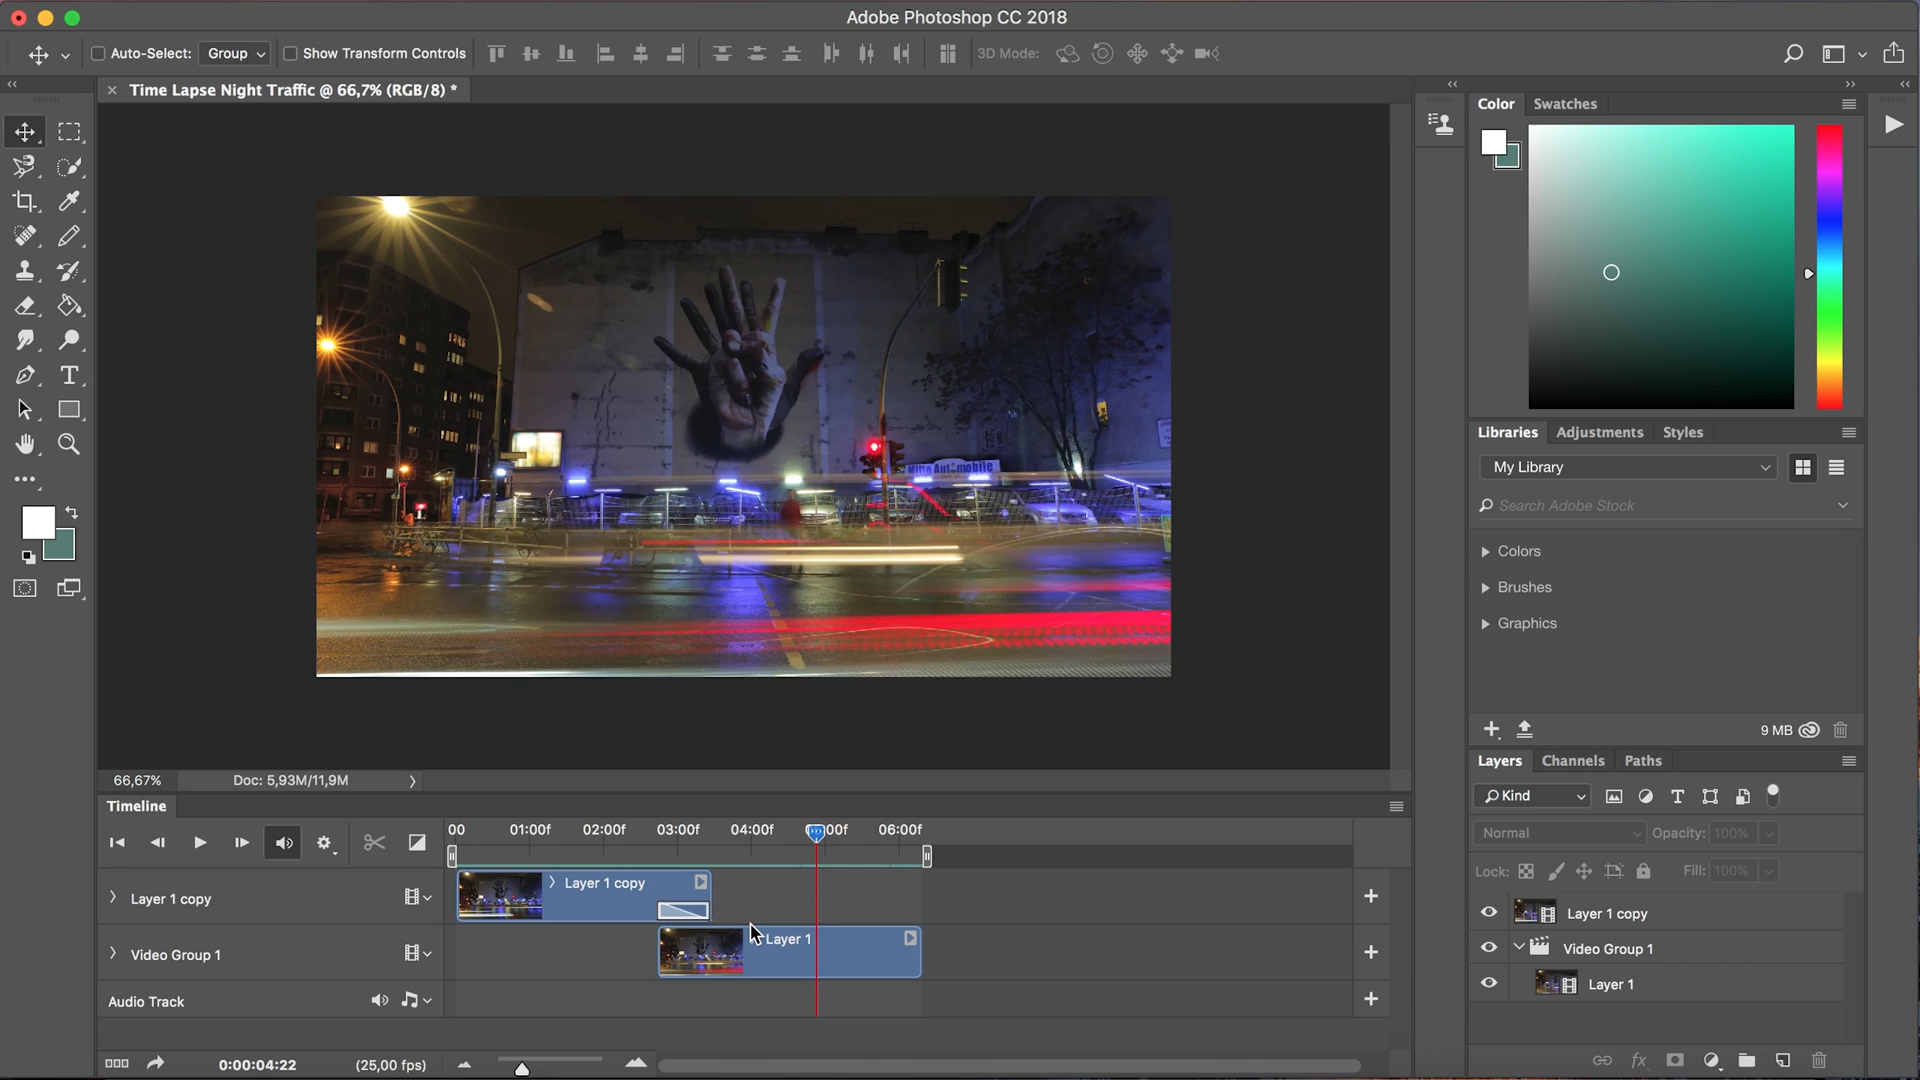 Adobe Photoshop CC 2018
Auto-Select: Group Show Transform Controls 3D Mode:
Time Lapse Night Traffic @ 66,7% (RGB/8) *
Color Swatches
Mitte Automobile
Libraries Adjustments Styles
My Library
Search Adobe Stock
Colors
Brushes
Graphics
9 MB
66,67% Doc: 5,93M/11,9M
Layers Channels Paths
Kind
Normal Opacity: 100%
Lock: Fill: 100%
Layer 1 copy
Video Group 1
Layer 1
Timeline
00 01:00f 02:00f 03:00f 04:00f 00f 06:00f
Layer 1 copy Layer 1 copy
Video Group 1 Layer 1
Audio Track
0:00:04:22 (25,00 fps)